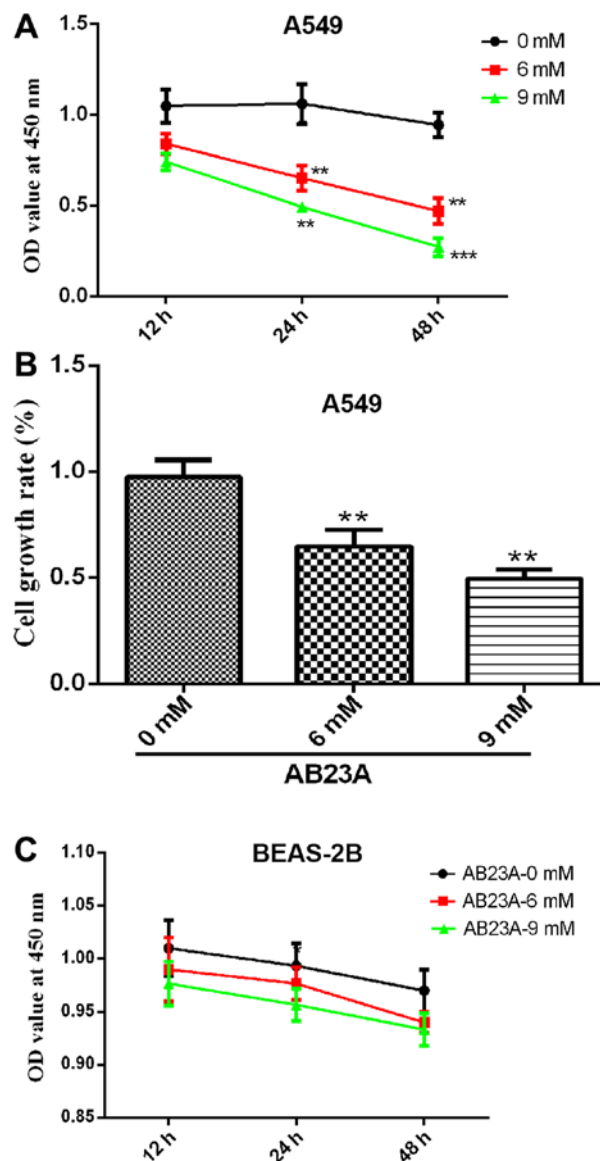 A
A549
OD value at 450 nm
1.5
1.0
0.5
0.0
0 mM
6 mM
9 mM
**
**
**
***
12 h
24 h
48 h
B
A549
Cell growth rate (%)
1.5
1.0
0.5
0.0
**
**
0 mM
6 mM
9 mM
AB23A
C
BEAS-2B
OD value at 450 nm
1.10
1.05
1.00
0.95
0.90
0.85
AB23A-0 mM
AB23A-6 mM
AB23A-9 mM
12 h
24 h
48 h